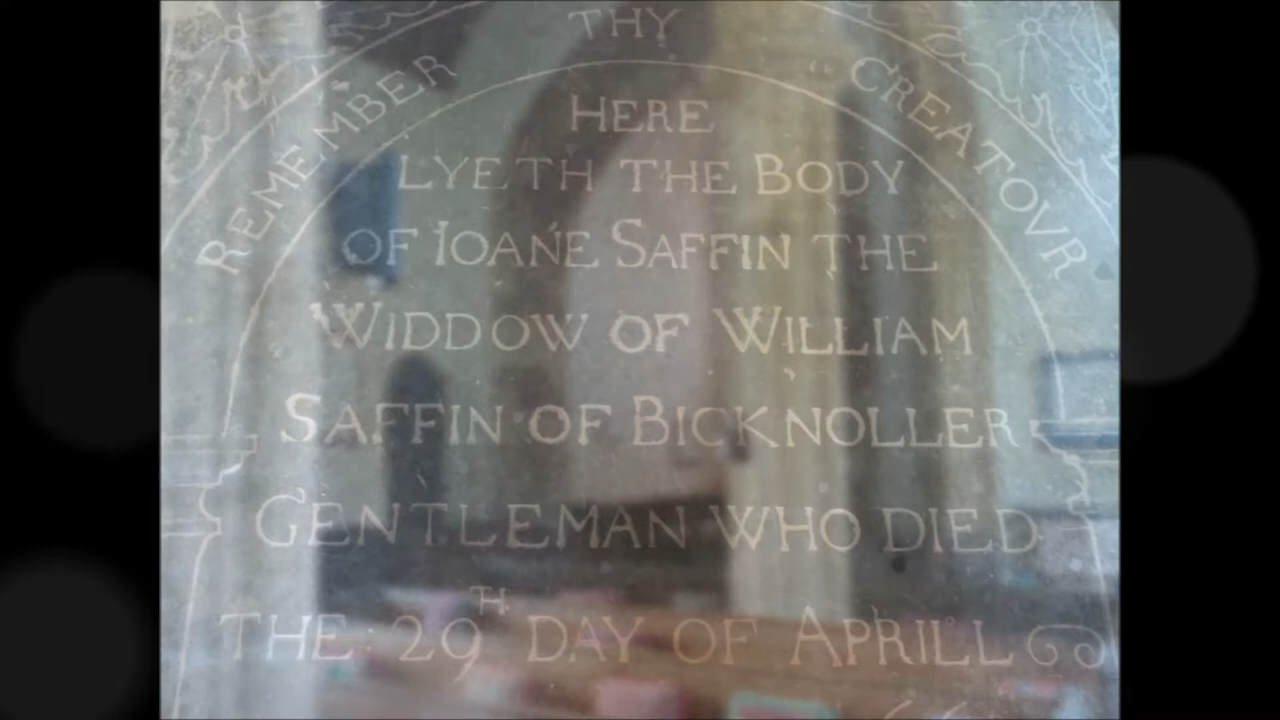 REMEMBER THY CREATOVR
HERE
LYETH THE BODY
OF IOANE SAFFIN THE
WIDDOW OF WILLIAM
SAFFIN OF BICKNOLLER
GENTLEMAN WHO DIED
THE 29TH DAY OF APRILL